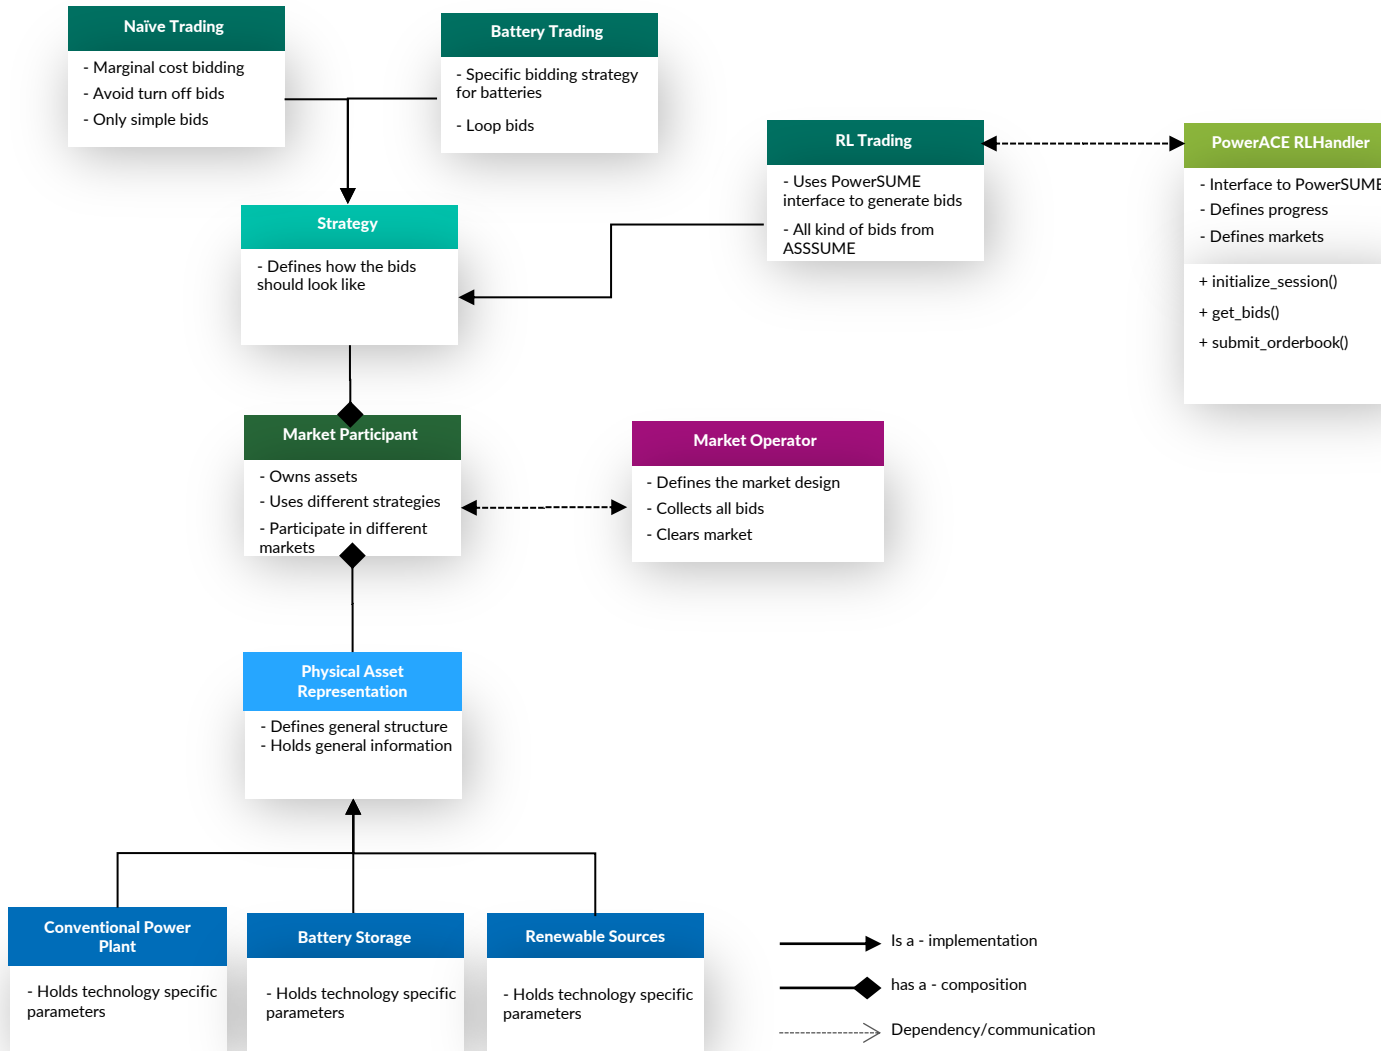 Naïve Trading
- Marginal cost bidding
- Avoid turn off bids
- Only simple bids
Battery Trading
- Specific bidding strategy
for batteries
- Loop bids
RL Trading
- Uses PowerSUME
interface to generate bids
- All kind of bids from
ASSSUME
PowerACE RLHandler
- Interface to PowerSUME
- Defines progress
- Defines markets
+ initialize_session()
+ get_bids()
+ submit_orderbook()
Strategy
- Defines how the bids
should look like
Market Participant
- Owns assets
- Uses different strategies
- Participate in different
markets
Market Operator
- Defines the market design
- Collects all bids
- Clears market
Physical Asset
Representation
- Defines general structure
- Holds general information
Conventional Power
Plant
- Holds technology specific
parameters
Battery Storage
- Holds technology specific
parameters
Renewable Sources
- Holds technology specific
parameters
Is a - implementation
has a - composition
Dependency/communication